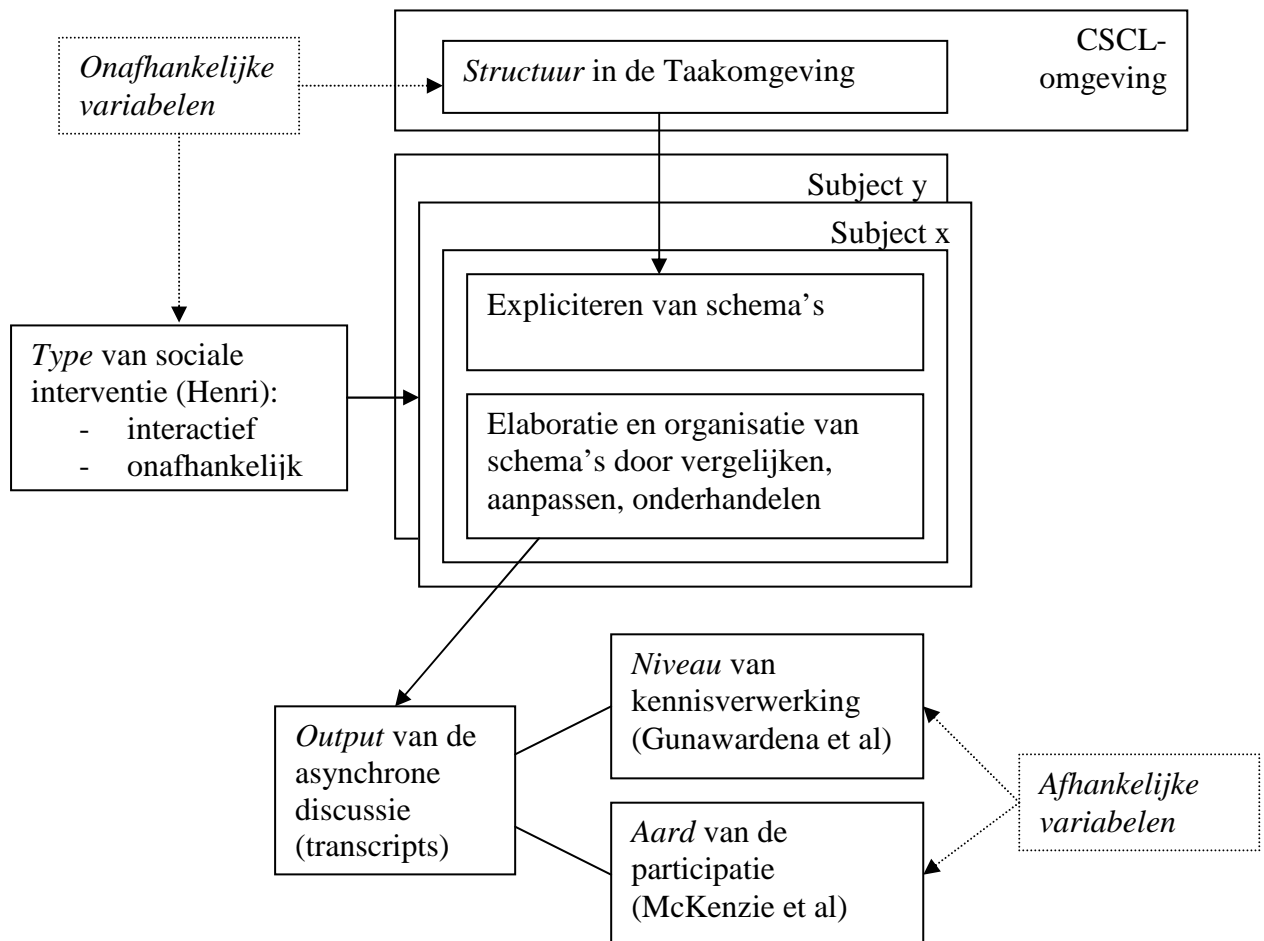 Onafhankelijke
variabelen
Structuur in de Taakomgeving
CSCL-
omgeving
Subject y
Subject x
Expliciteren van schema’s
Type van sociale
interventie (Henri):
- interactief
- onafhankelijk
Elaboratie en organisatie van
schema’s door vergelijken,
aanpassen, onderhandelen
Output van de
asynchrone
discussie
(transcripts)
Niveau van
kennisverwerking
(Gunawardena et al)
Aard van de
participatie
(McKenzie et al)
Afhankelijke
variabelen